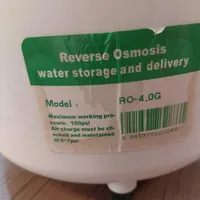 Reverse Osmosis
water storage and delivery
Model : RO-4.0G
Maximum working pre-
ssure: 100psi
Air charge must be ch-
ecked and maintained
at 5-7psi